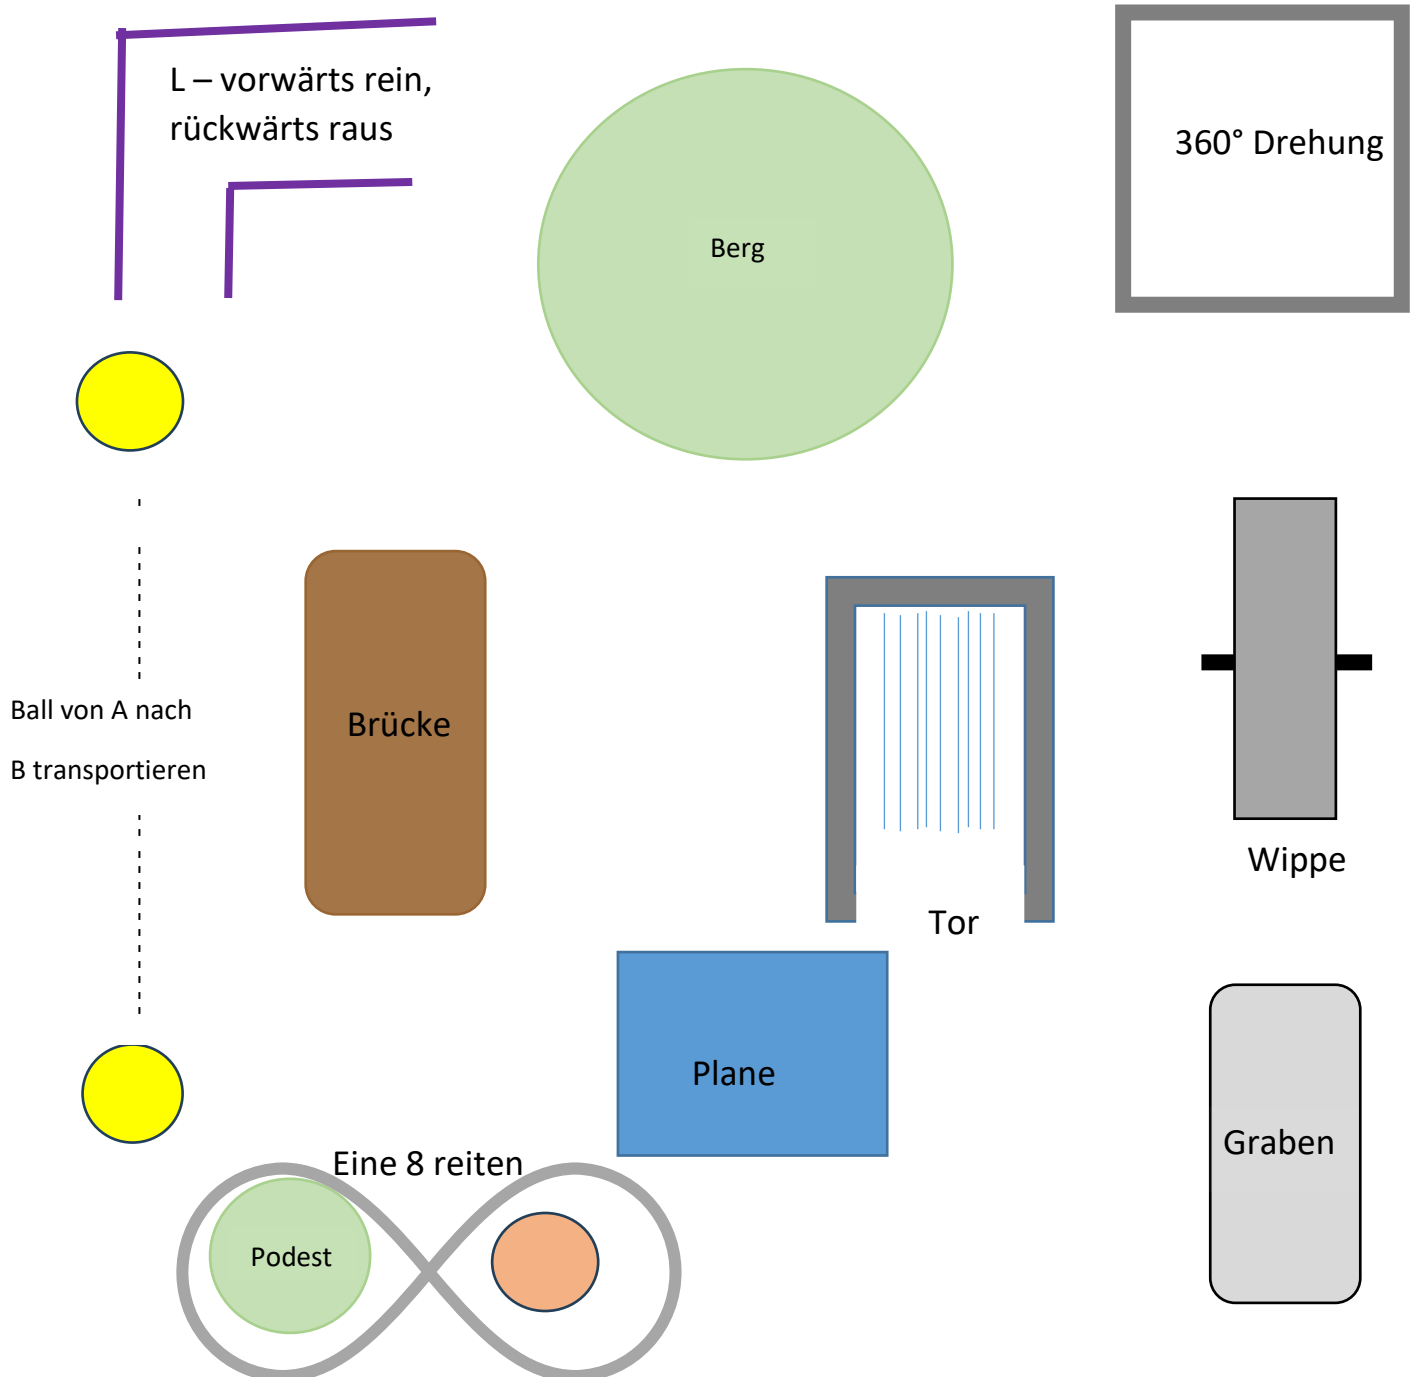 L – vorwärts rein,
rückwärts raus
360° Drehung
Berg
Ball von A nach
B transportieren
Brücke
Wippe
Tor
Plane
Graben
Eine 8 reiten
Podest